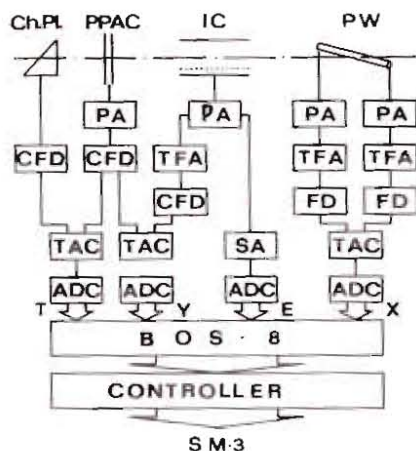 Ch.Pl. PPAC IC PW
PA PA PA PA
CFD CFD TFA TFA TFA
CFD FD FD
TAC TAC SA TAC
ADC ADC ADC ADC
T Y E X
BOS-8
CONTROLLER
SM-3